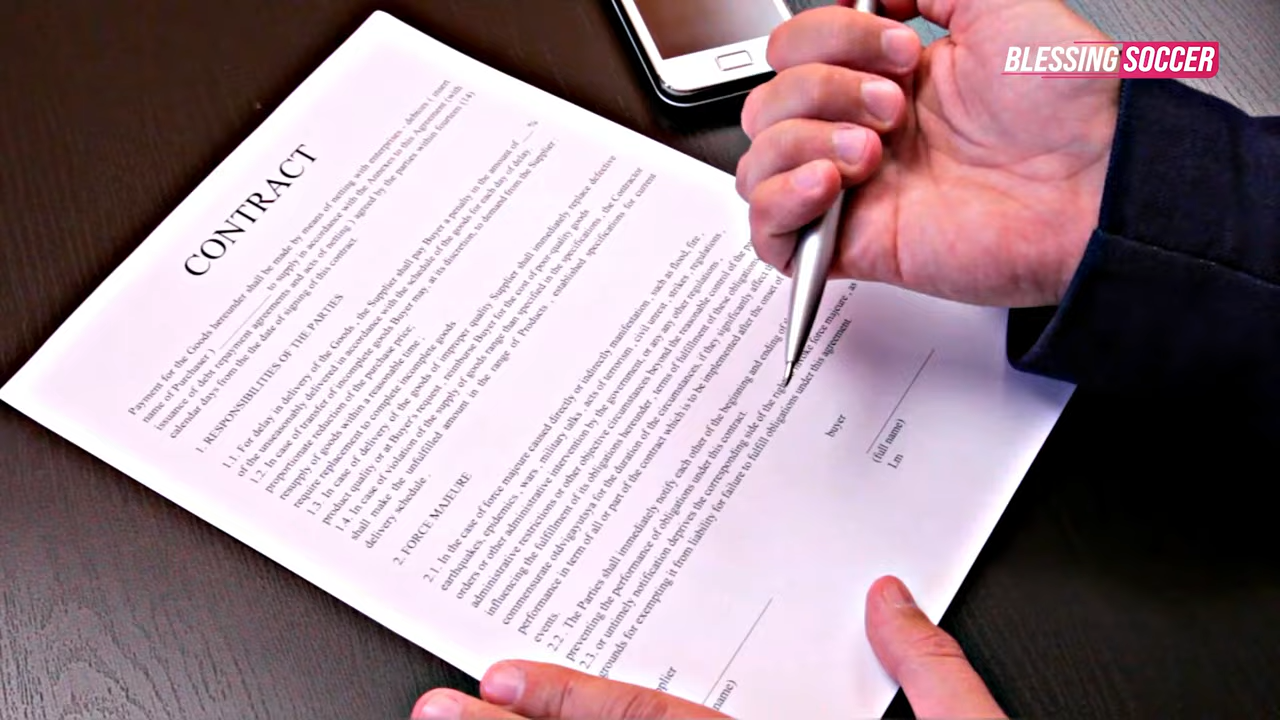 BLESSING SOCCER
CONTRACT
Payment for the Goods hereunder shall be made by means of netting with enterprises , debtors ( insert
name of Purchaser ) ________ to supply in accordance with the Annexes to this Agreement (with
issuance of debt repayment agreements and act of netting ) agreed by the parties within fourteen (14)
calendar days from the the date of signing of this contract.
1. RESPONSIBILITIES OF THE PARTIES
1.1. For delay in delivery of the Goods , the Supplier shall pay Buyer a penalty in the amount of __ %
of the unreasonably delivered in accordance with the schedule of the goods for each day of delay.
1.2. In case of transfer of incomplete goods Buyer may, at its discretion, to demand from the Supplier :
proportionate reduction of the purchase price;
resupply of goods within a reasonable time ;
require replacement to complete incomplete goods
1.3 In case of delivery of the goods of improper quality, Supplier shall immediately replace defective
product quality or at Buyer's request , reimburse Buyer for the cost of poor-quality goods
1.4. In case of violation of the supply of goods range than specified in the specifications , the Contractor
shall make the unfulfilled amount in the range of Products , established specifications for current
delivery schedule .
2. FORCE MAJEURE
2.1. In the case of force majeure caused directly or indirectly manifestation , such as flood, fire ,
earthquakes, epidemics , wars , military talks , acts of terrorism , civil unrest , strikes , regulations ,
orders or other administrative intervention by the government, or any other regulations ,
administrative restrictions or other objective circumstances beyond the reasonable control of the
influencing the fulfillment of its obligation hereunder , terms of fulfillment of these obligation
commensurate otdvigayutsya for the duration of the circumstances, if they significantly affect
performance in term of all or part of the contract which is to be implemented after the onset of
events.
2.2 . The Parties shall immediately notify each other of the beginning and ending of
preventing the performance of obligations under this contract.
2.3. or untimely notification deprives the corresponding side of the right invoke force majeure , as
grounds for exempting it from liability for failure to fulfill obligations under this agreement.
buyer
(full name)
1.m
name)